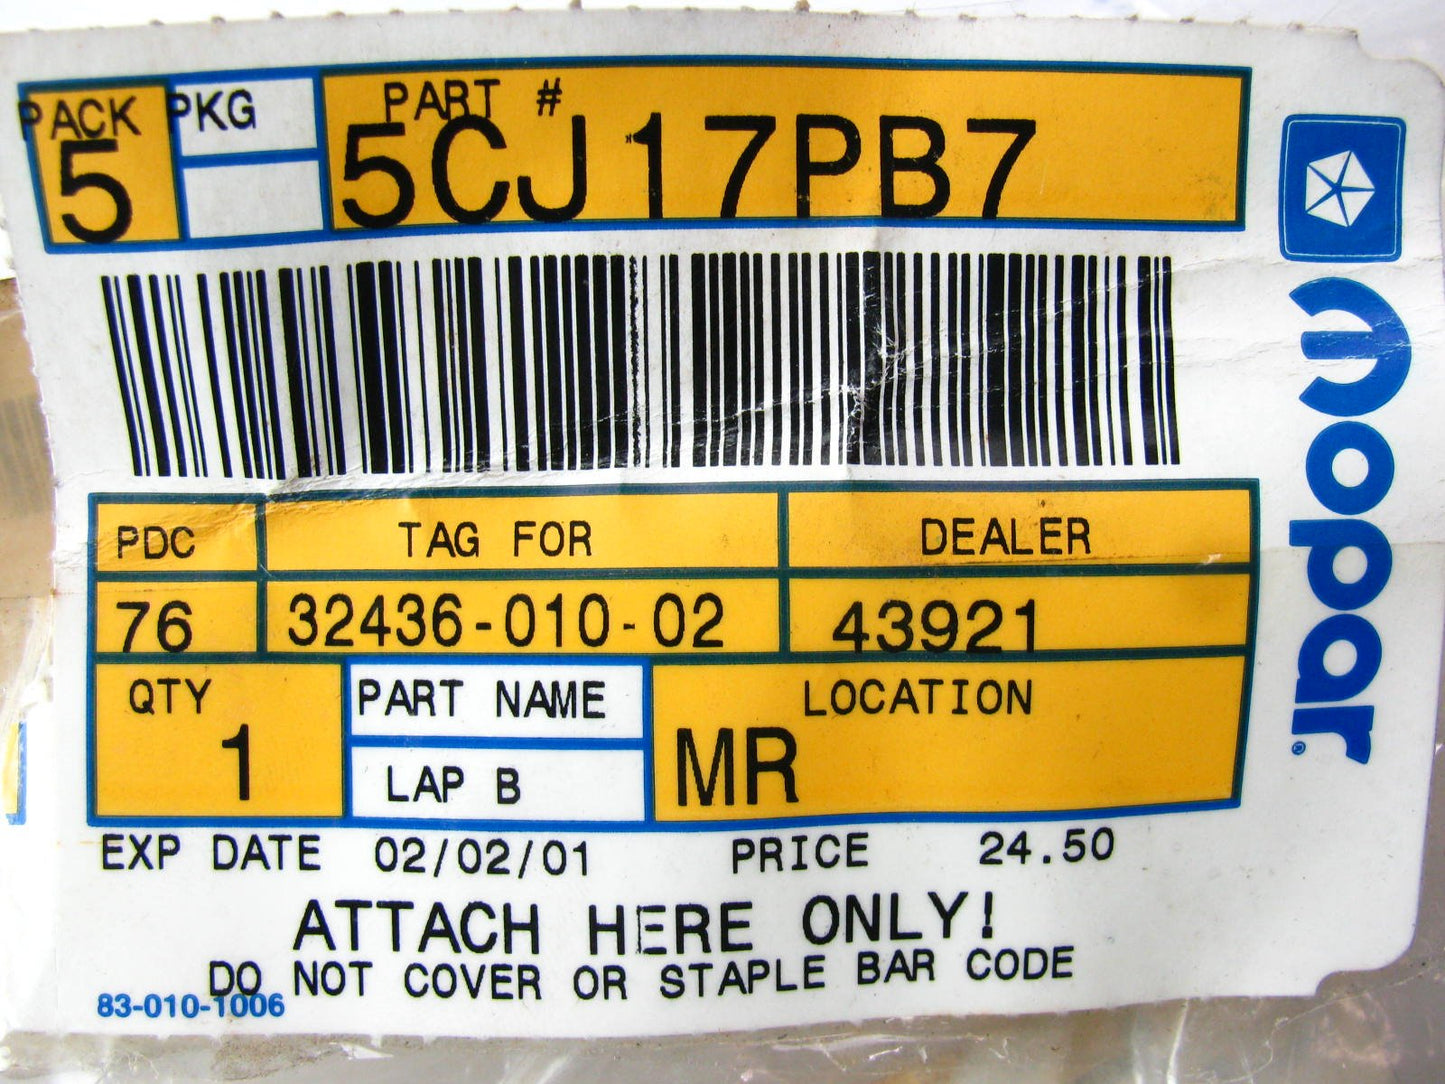 PACK PKG PART #
5 5CJ17PB7
PDC TAG FOR DEALER
76 32436-010-02 43921
QTY PART NAME LOCATION
1 LAP B MR
EXP DATE 02/02/01 PRICE 24.50
ATTACH HERE ONLY!
DO NOT COVER OR STAPLE BAR CODE
83-010-1006
mopar®